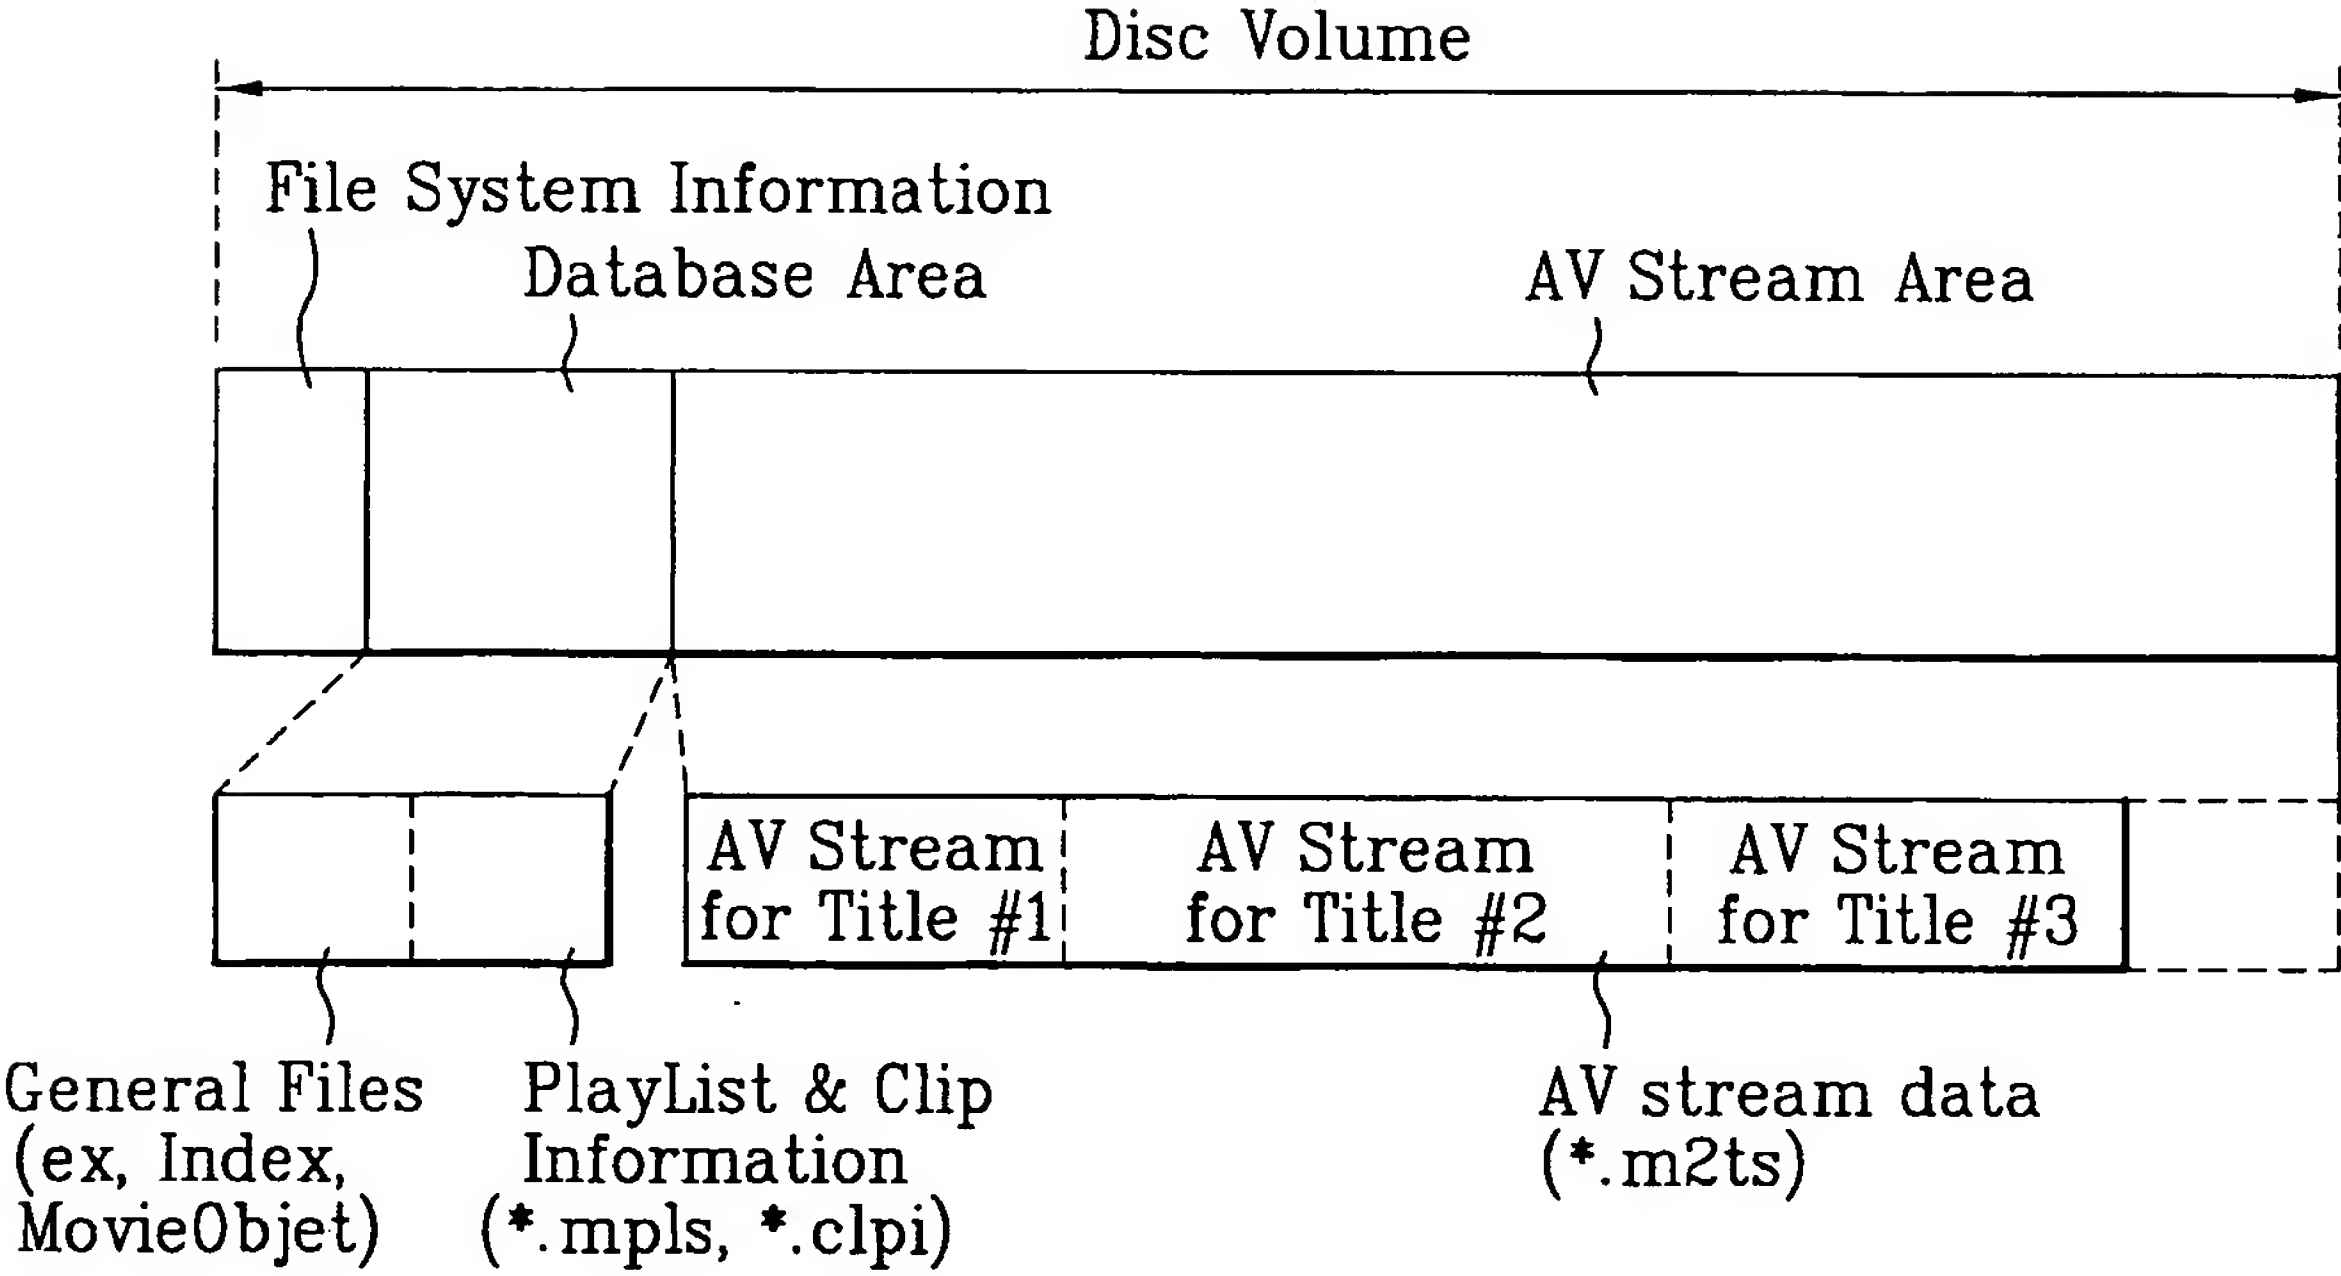 Disc Volume
File System Information
Database Area
AV Stream Area
AV Stream
for Title #1
AV Stream
for Title #2
AV Stream
for Title #3
General Files
(ex, Index,
MovieObjet)
PlayList & Clip
Information
(*.mpls, *.clpi)
AV stream data
(*.m2ts)